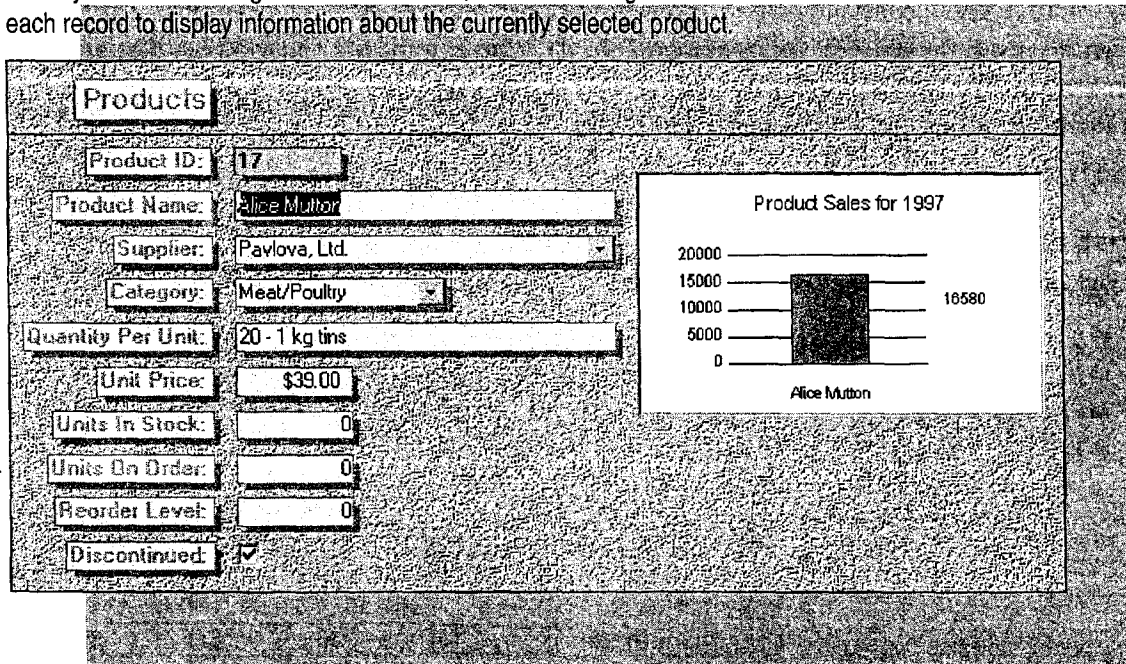 each record to display information about the currently selected product.
Products
Product ID: 17
Product Name: Alice Mutton
Supplier: Pavlova, Ltd.
Category: Meat/Poultry
Quantity Per Unit: 20 - 1 kg tins
Unit Price: $39.00
Units In Stock: 0
Units On Order: 0
Reorder Level: 0
Discontinued:
Product Sales for 1997
20000
15000
10000
5000
0
16580
Alice Mutton